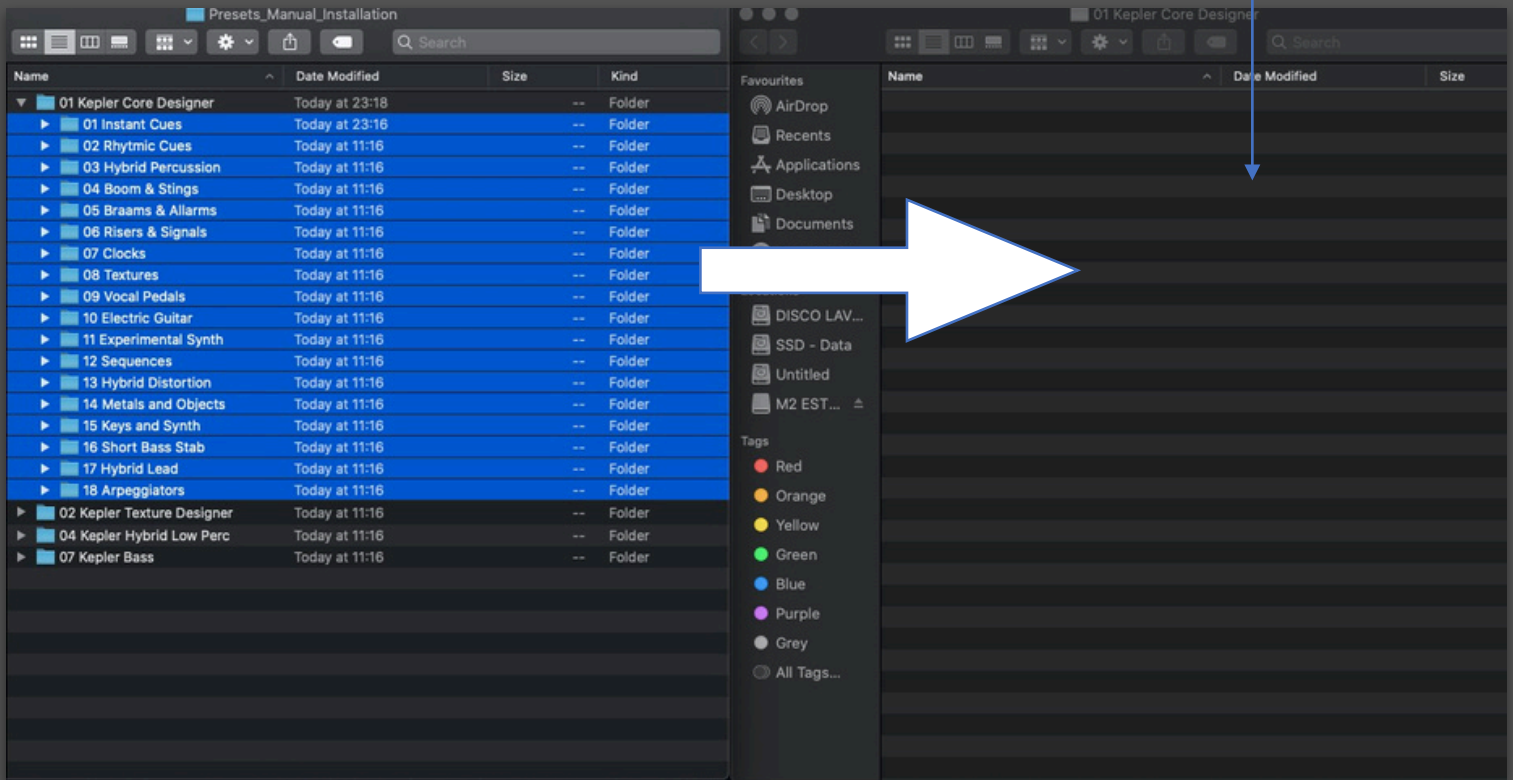 Presets_Manual_Installation
Search
Name Date Modified Size Kind
01 Kepler Core Designer Today at 23:18 -- Folder
01 Instant Cues Today at 23:16 -- Folder
02 Rhytmic Cues Today at 11:16 -- Folder
03 Hybrid Percussion Today at 11:16 -- Folder
04 Boom & Stings Today at 11:16 -- Folder
05 Braams & Allarms Today at 11:16 -- Folder
06 Risers & Signals Today at 11:16 -- Folder
07 Clocks Today at 11:16 -- Folder
08 Textures Today at 11:16 -- Folder
09 Vocal Pedals Today at 11:16 -- Folder
10 Electric Guitar Today at 11:16 -- Folder
11 Experimental Synth Today at 11:16 -- Folder
12 Sequences Today at 11:16 -- Folder
13 Hybrid Distortion Today at 11:16 -- Folder
14 Metals and Objects Today at 11:16 -- Folder
15 Keys and Synth Today at 11:16 -- Folder
16 Short Bass Stab Today at 11:16 -- Folder
17 Hybrid Lead Today at 11:16 -- Folder
18 Arpeggiators Today at 11:16 -- Folder
02 Kepler Texture Designer Today at 11:16 -- Folder
04 Kepler Hybrid Low Perc Today at 11:16 -- Folder
07 Kepler Bass Today at 11:16 -- Folder
01 Kepler Core Designer
Search
Name Date Modified Size
Favourites
AirDrop
Recents
Applications
Desktop
Documents
DISCO LAV...
SSD - Data
Untitled
M2 EST...
Tags
Red
Orange
Yellow
Green
Blue
Purple
Grey
All Tags...